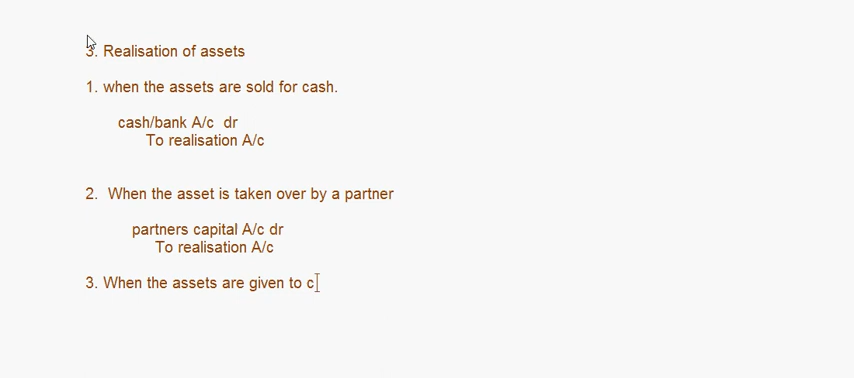 3. Realisation of assets
1. when the assets are sold for cash.
cash/bank A/c dr
To realisation A/c
2. When the asset is taken over by a partner
partners capital A/c dr
To realisation A/c
3. When the assets are given to c